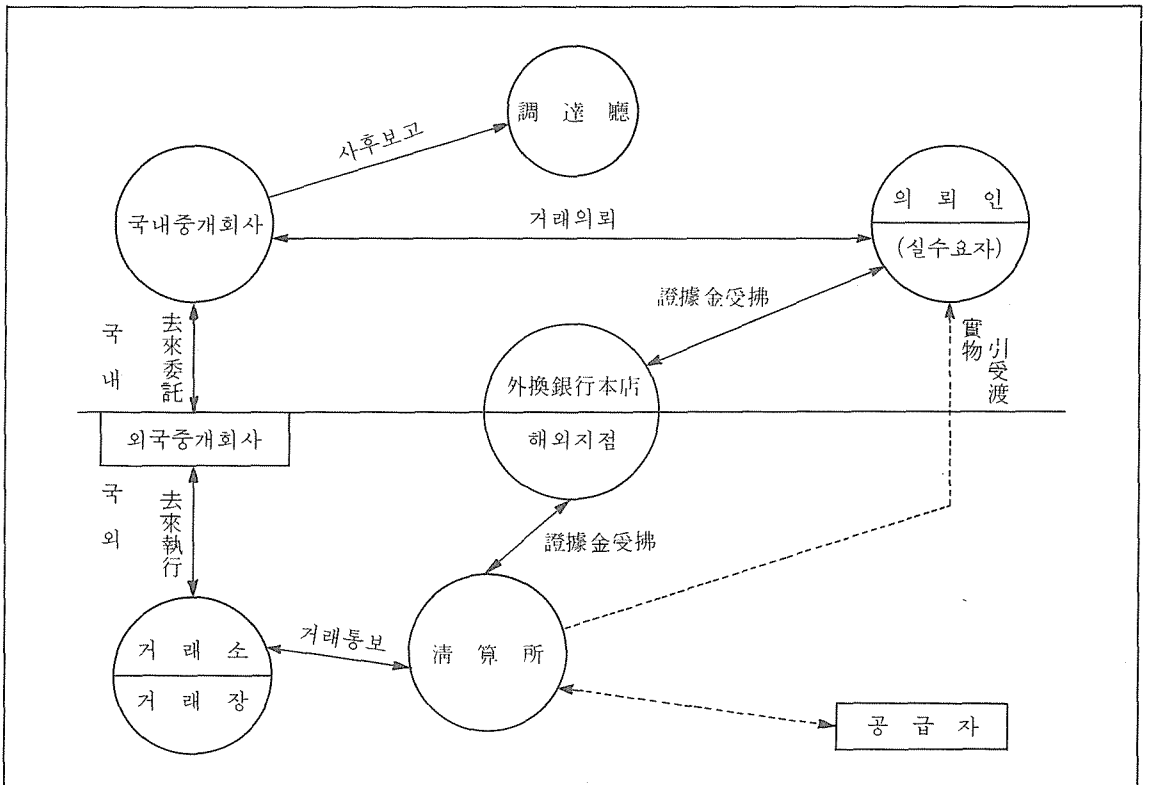 調達廳
사후보고
국내중개회사
의뢰인
(실수요자)
거래의뢰
證據金受拂
국내
去來委託
實物
引受渡
外換銀行本店
해외지점
외국중개회사
국외
去來執行
證據金受拂
거래소
거래장
거래통보
淸算所
공급자